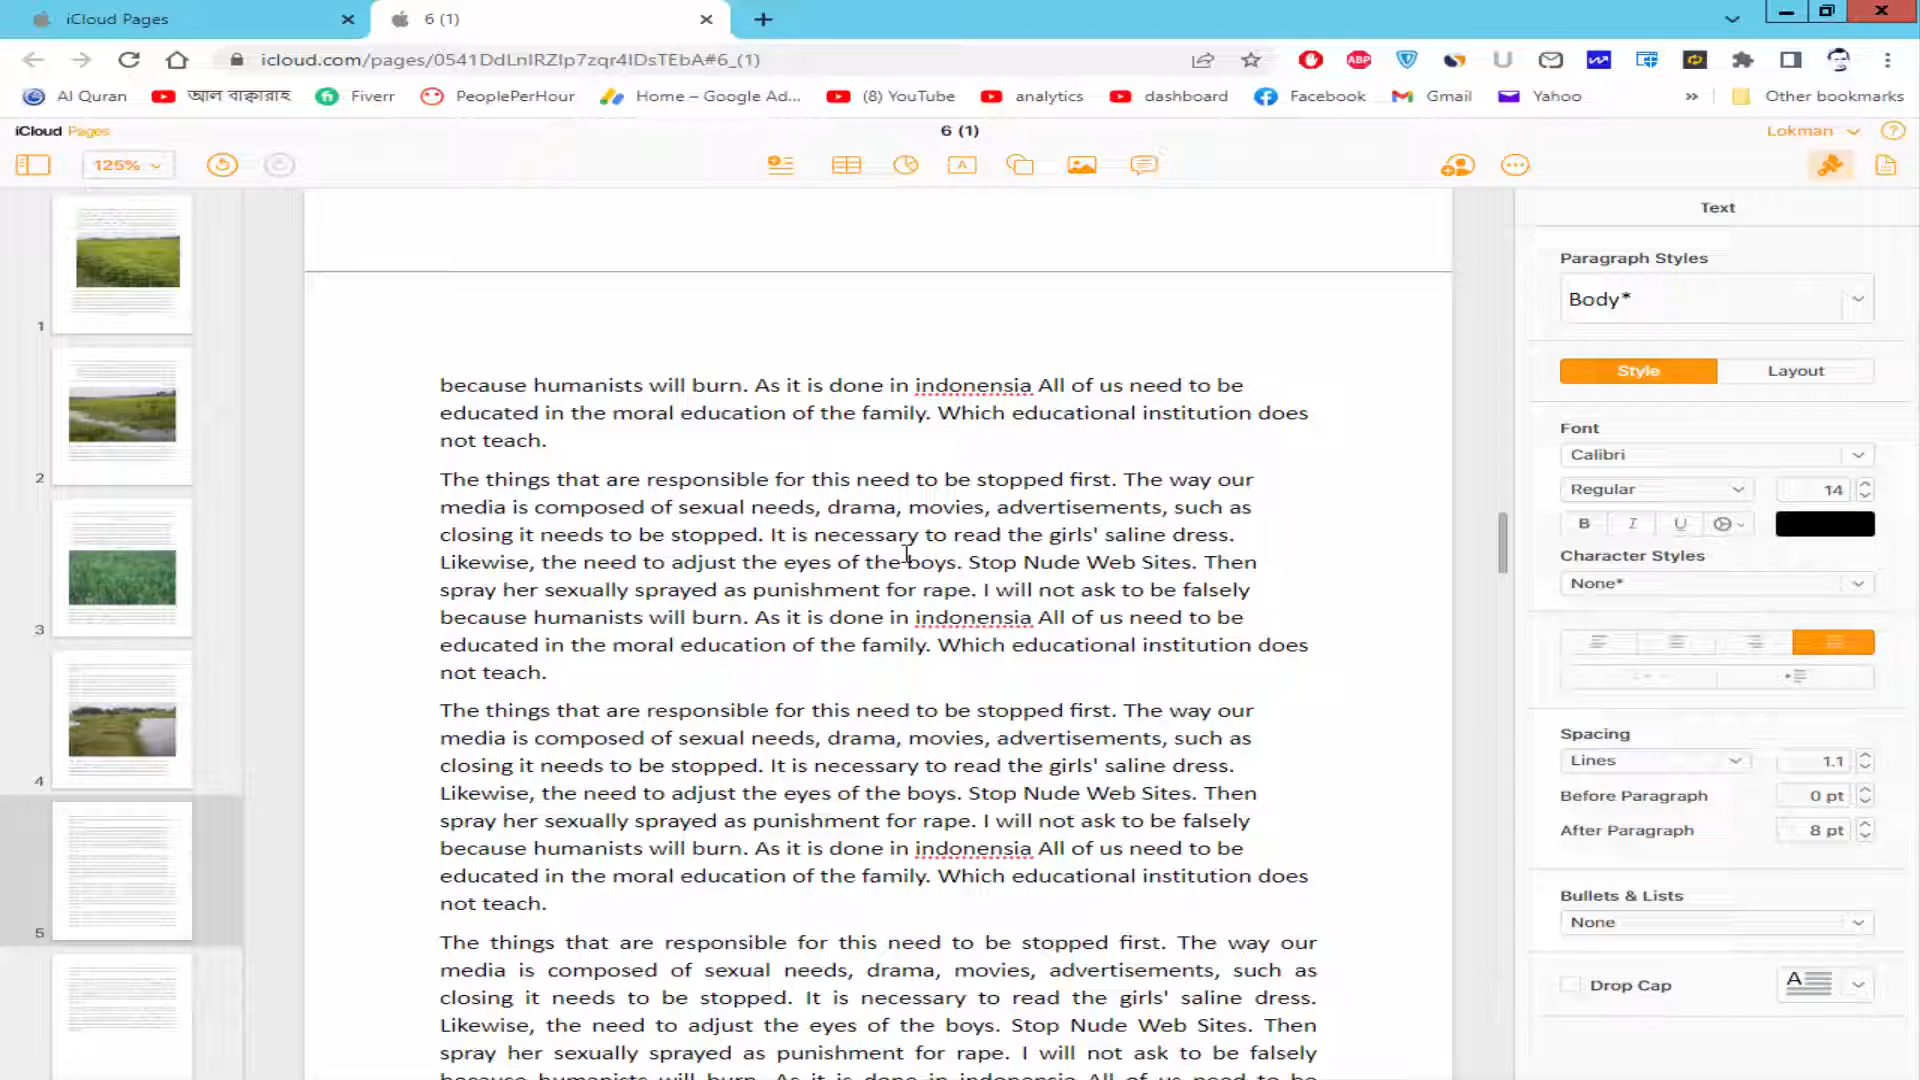 iCloud Pages
6 (1)
icloud.com/pages/0541DdLnIRZIp7zqr4IDsTEbA#6_(1)
ABP
Al Quran
আল বাক্বারাহ
Fiverr
PeoplePerHour
Home – Google Ad...
(8) YouTube
analytics
dashboard
Facebook
Gmail
Yahoo
»
Other bookmarks
iCloud Pages
6 (1)
Lokman
125%
1
2
3
4
5
because humanists will burn. As it is done in indonensia All of us need to be
educated in the moral education of the family. Which educational institution does
not teach.
The things that are responsible for this need to be stopped first. The way our
media is composed of sexual needs, drama, movies, advertisements, such as
closing it needs to be stopped. It is necessary to read the girls' saline dress.
Likewise, the need to adjust the eyes of the boys. Stop Nude Web Sites. Then
spray her sexually sprayed as punishment for rape. I will not ask to be falsely
because humanists will burn. As it is done in indonensia All of us need to be
educated in the moral education of the family. Which educational institution does
not teach.
The things that are responsible for this need to be stopped first. The way our
media is composed of sexual needs, drama, movies, advertisements, such as
closing it needs to be stopped. It is necessary to read the girls' saline dress.
Likewise, the need to adjust the eyes of the boys. Stop Nude Web Sites. Then
spray her sexually sprayed as punishment for rape. I will not ask to be falsely
because humanists will burn. As it is done in indonensia All of us need to be
educated in the moral education of the family. Which educational institution does
not teach.
The things that are responsible for this need to be stopped first. The way our
media is composed of sexual needs, drama, movies, advertisements, such as
closing it needs to be stopped. It is necessary to read the girls' saline dress.
Likewise, the need to adjust the eyes of the boys. Stop Nude Web Sites. Then
spray her sexually sprayed as punishment for rape. I will not ask to be falsely
because humanists will burn. As it is done in indonensia All of us need to be
Text
Paragraph Styles
Body*
Style
Layout
Font
Calibri
Regular
14
B I U
Character Styles
None*
Spacing
Lines
1.1
Before Paragraph
0 pt
After Paragraph
8 pt
Bullets & Lists
None
Drop Cap
A